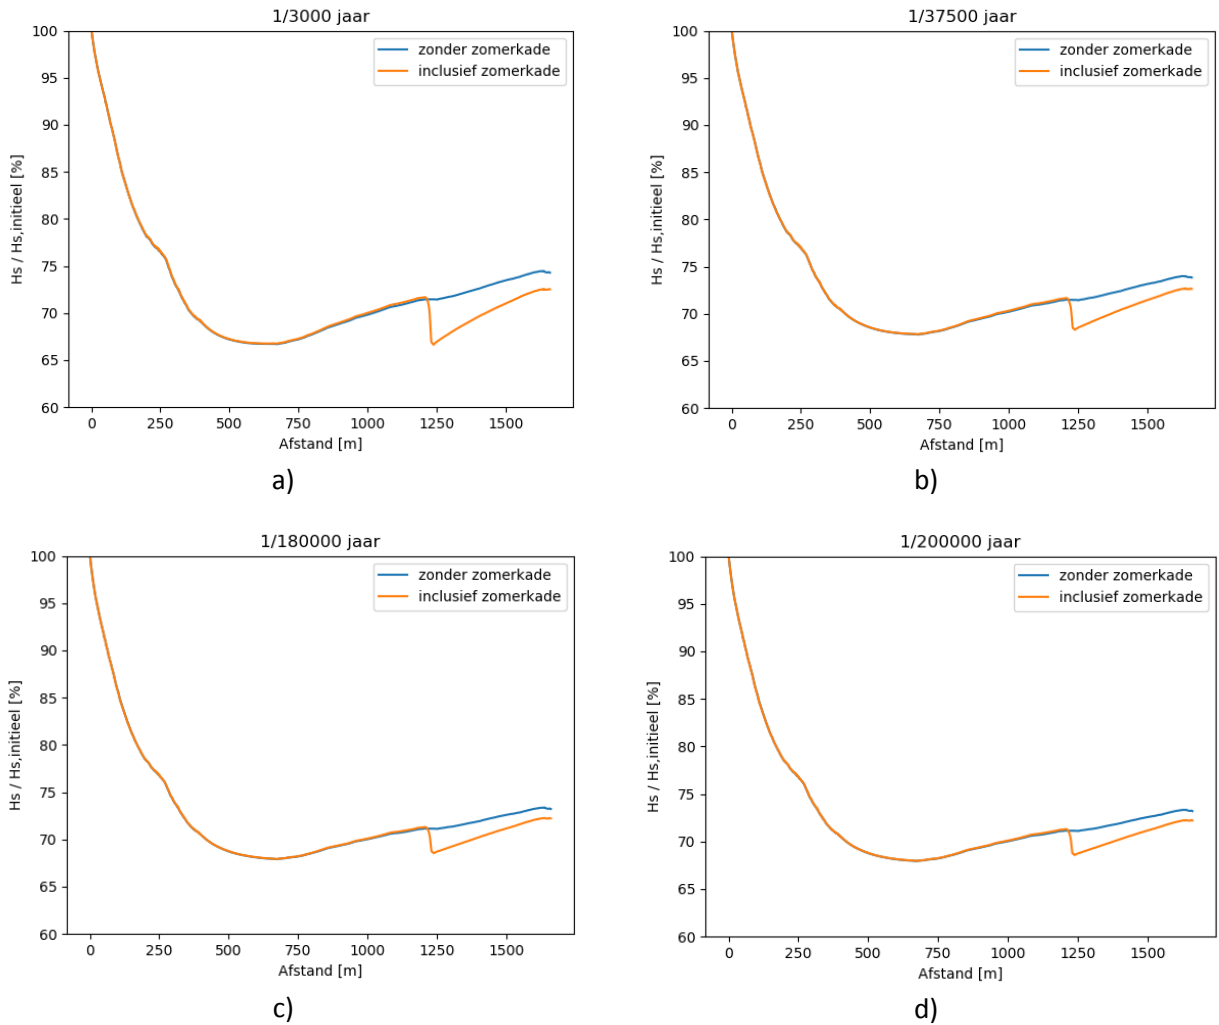 1/3000 jaar
100
95
90
85
80
75
70
65
60
Hs / Hs,initieel [%]
zonder zomerkade
inclusief zomerkade
0 250 500 750 1000 1250 1500
Afstand [m]
a)
1/37500 jaar
100
95
90
85
80
75
70
65
60
Hs / Hs,initieel [%]
zonder zomerkade
inclusief zomerkade
0 250 500 750 1000 1250 1500
Afstand [m]
b)
1/180000 jaar
100
95
90
85
80
75
70
65
60
Hs / Hs,initieel [%]
zonder zomerkade
inclusief zomerkade
0 250 500 750 1000 1250 1500
Afstand [m]
c)
1/200000 jaar
100
95
90
85
80
75
70
65
60
Hs / Hs,initieel [%]
zonder zomerkade
inclusief zomerkade
0 250 500 750 1000 1250 1500
Afstand [m]
d)